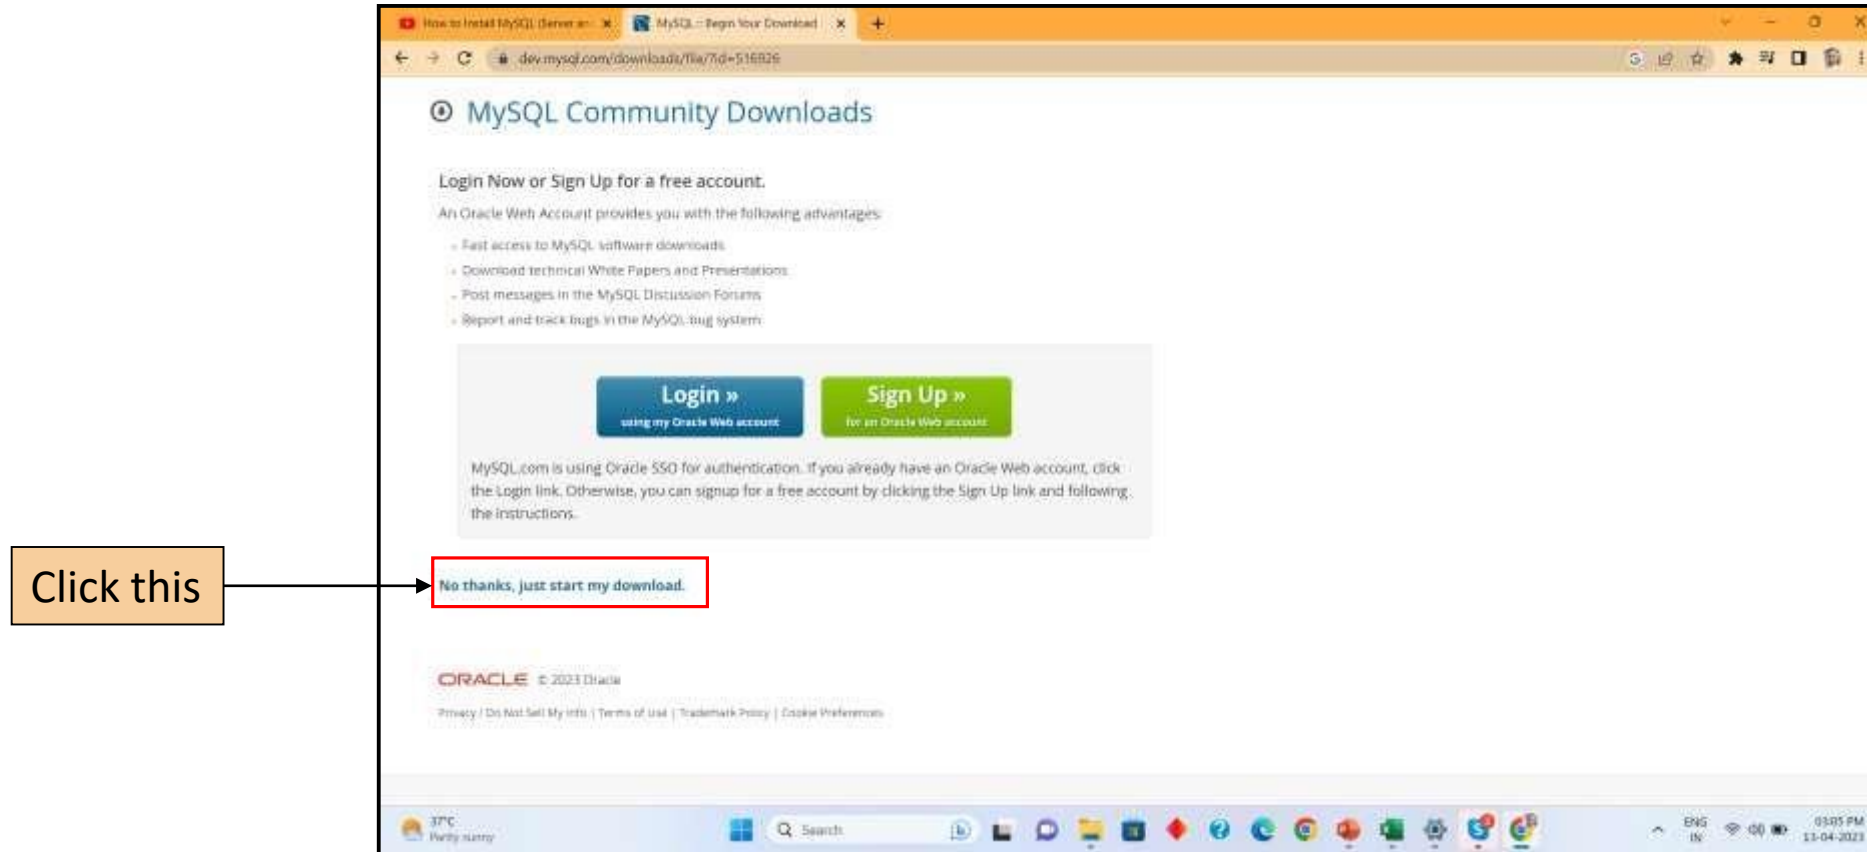 How to Install MySQL (Server an
MySQL :: Begin Your Download
dev.mysql.com/downloads/file/?id=516926
MySQL Community Downloads
Login Now or Sign Up for a free account.
An Oracle Web Account provides you with the following advantages:
Fast access to MySQL software downloads
Download technical White Papers and Presentations
Post messages in the MySQL Discussion Forums
Report and track bugs in the MySQL bug system
Login »
using my Oracle Web account
Sign Up »
for an Oracle Web account
MySQL.com is using Oracle SSO for authentication. If you already have an Oracle Web account, click
the Login link. Otherwise, you can signup for a free account by clicking the Sign Up link and following
the instructions.
Click this
No thanks, just start my download.
ORACLE © 2023 Oracle
Privacy / Do Not Sell My Info | Terms of Use | Trademark Policy | Cookie Preferences
37°C
Partly sunny
Search
ENG
IN
03:05 PM
13-04-2023